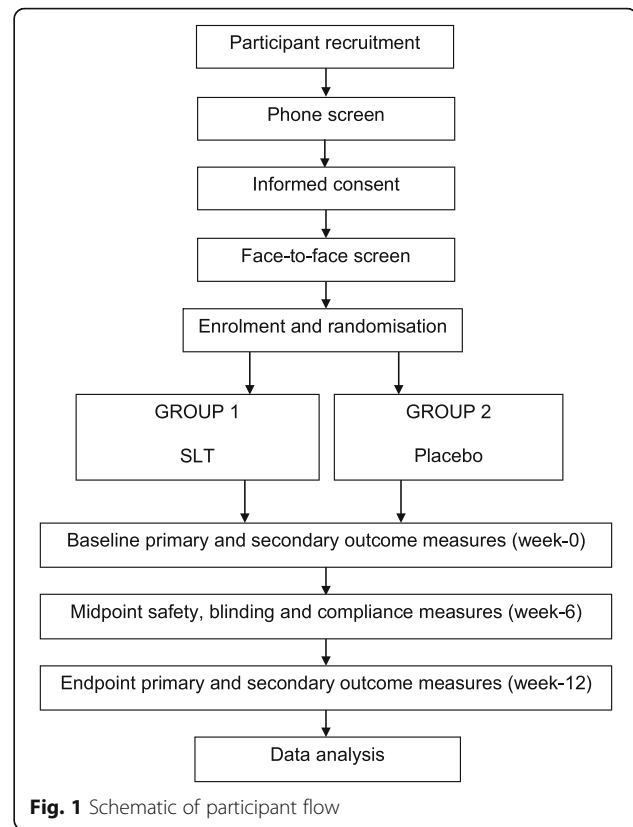 Participant recruitment
Phone screen
Informed consent
Face-to-face screen
Enrolment and randomisation
GROUP 1
SLT
GROUP 2
Placebo
Baseline primary and secondary outcome measures (week-0)
Midpoint safety, blinding and compliance measures (week-6)
Endpoint primary and secondary outcome measures (week-12)
Data analysis
Fig. 1 Schematic of participant flow